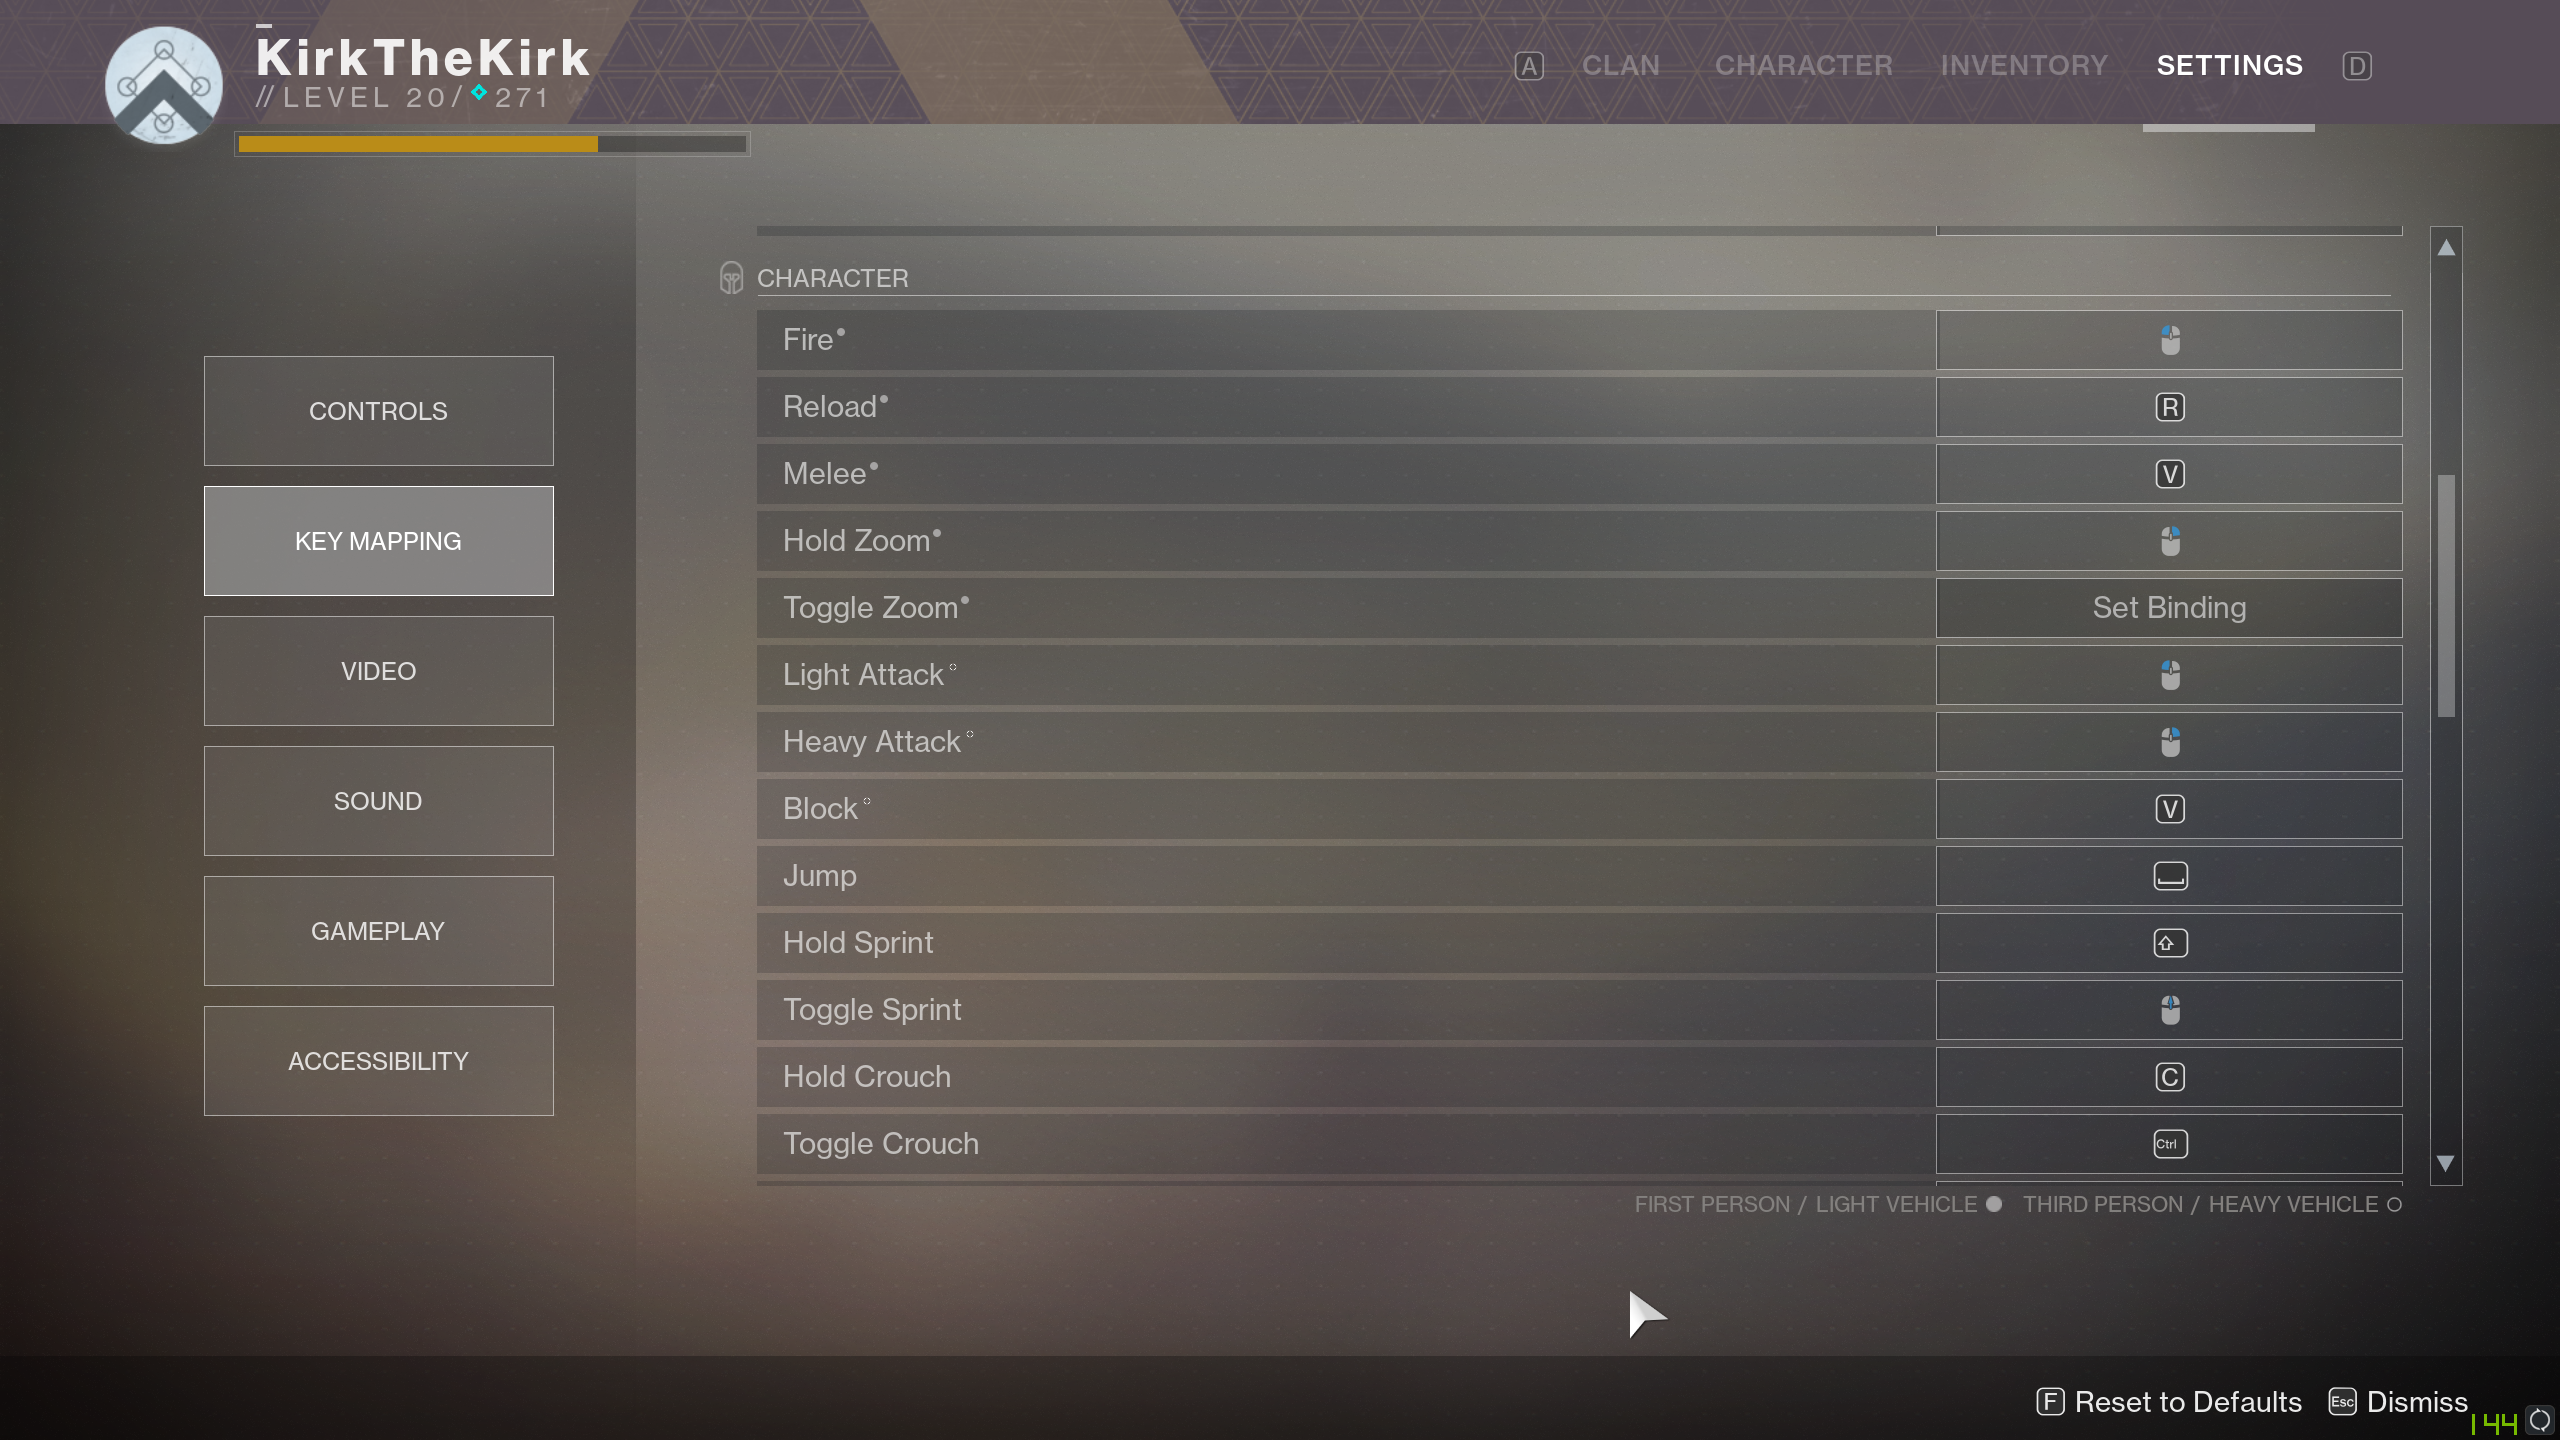 KirkTheKirk
// LEVEL 20/ 271
A CLAN CHARACTER INVENTORY SETTINGS D
CONTROLS
KEY MAPPING
VIDEO
SOUND
GAMEPLAY
ACCESSIBILITY
CHARACTER
Fire
Reload R
Melee V
Hold Zoom
Toggle Zoom Set Binding
Light Attack
Heavy Attack
Block V
Jump
Hold Sprint
Toggle Sprint
Hold Crouch C
Toggle Crouch Ctrl
FIRST PERSON / LIGHT VEHICLE THIRD PERSON / HEAVY VEHICLE
F Reset to Defaults Esc Dismiss
144